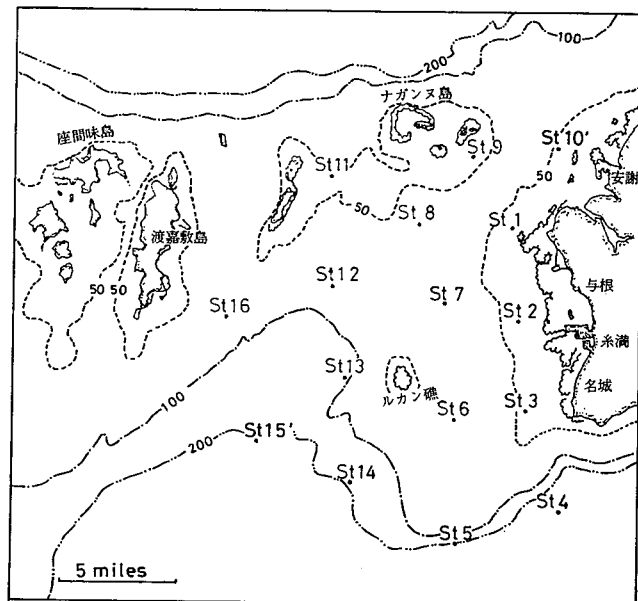 100
200
ナガンヌ島
座間味島
St 9
St 10'
安謝
St 11
50
50
St 8
St 1
渡嘉敷島
50 50
St 12
St 7
与根
St 16
St 2
糸満
St 13
名城
100
ルカン礁
St 6
St 3
200
St 15'
St 14
St 4
St 5
5 miles